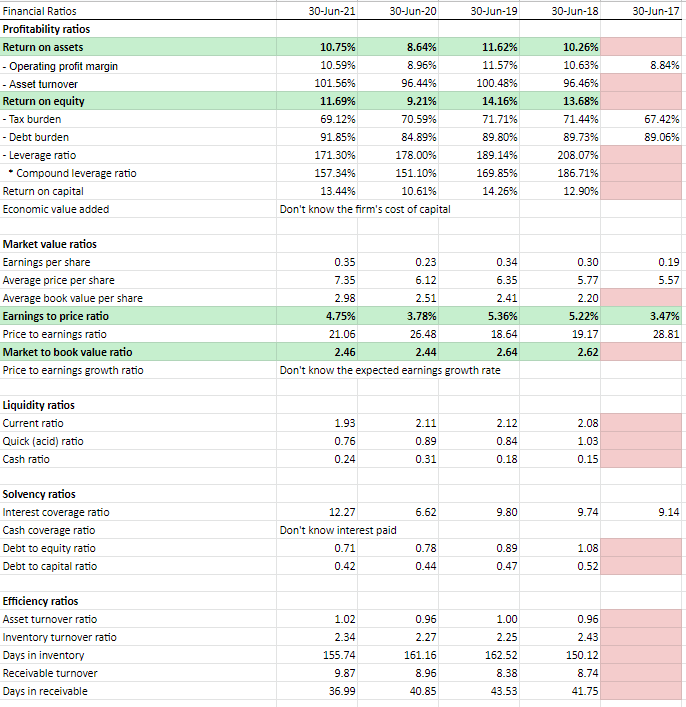 Financial Ratios 30-Jun-21 30-Jun-20 30-Jun-19 30-Jun-18 30-Jun-17
Profitability ratios
Return on assets 10.75% 8.64% 11.62% 10.26%
- Operating profit margin 10.59% 8.96% 11.57% 10.63% 8.84%
- Asset turnover 101.56% 96.44% 100.48% 96.46%
Return on equity 11.69% 9.21% 14.16% 13.68%
- Tax burden 69.12% 70.59% 71.71% 71.44% 67.42%
- Debt burden 91.85% 84.89% 89.80% 89.73% 89.06%
- Leverage ratio 171.30% 178.00% 189.14% 208.07%
* Compound leverage ratio 157.34% 151.10% 169.85% 186.71%
Return on capital 13.44% 10.61% 14.26% 12.90%
Economic value added Don't know the firm's cost of capital
Market value ratios
Earnings per share 0.35 0.23 0.34 0.30 0.19
Average price per share 7.35 6.12 6.35 5.77 5.57
Average book value per share 2.98 2.51 2.41 2.20
Earnings to price ratio 4.75% 3.78% 5.36% 5.22% 3.47%
Price to earnings ratio 21.06 26.48 18.64 19.17 28.81
Market to book value ratio 2.46 2.44 2.64 2.62
Price to earnings growth ratio Don't know the expected earnings growth rate
Liquidity ratios
Current ratio 1.93 2.11 2.12 2.08
Quick (acid) ratio 0.76 0.89 0.84 1.03
Cash ratio 0.24 0.31 0.18 0.15
Solvency ratios
Interest coverage ratio 12.27 6.62 9.80 9.74 9.14
Cash coverage ratio Don't know interest paid
Debt to equity ratio 0.71 0.78 0.89 1.08
Debt to capital ratio 0.42 0.44 0.47 0.52
Efficiency ratios
Asset turnover ratio 1.02 0.96 1.00 0.96
Inventory turnover ratio 2.34 2.27 2.25 2.43
Days in inventory 155.74 161.16 162.52 150.12
Receivable turnover 9.87 8.96 8.38 8.74
Days in receivable 36.99 40.85 43.53 41.75